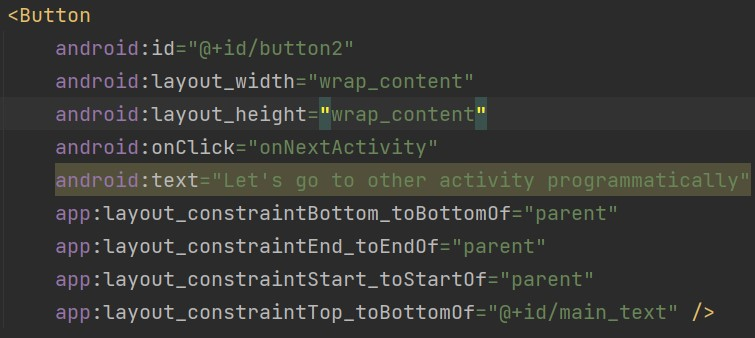 <Button
android:id="@+id/button2"
android:layout_width="wrap_content"
android:layout_height="wrap_content"
android:onClick="onNextActivity"
android:text="Let's go to other activity programmatically"
app:layout_constraintBottom_toBottomOf="parent"
app:layout_constraintEnd_toEndOf="parent"
app:layout_constraintStart_toStartOf="parent"
app:layout_constraintTop_toBottomOf="@+id/main_text" />